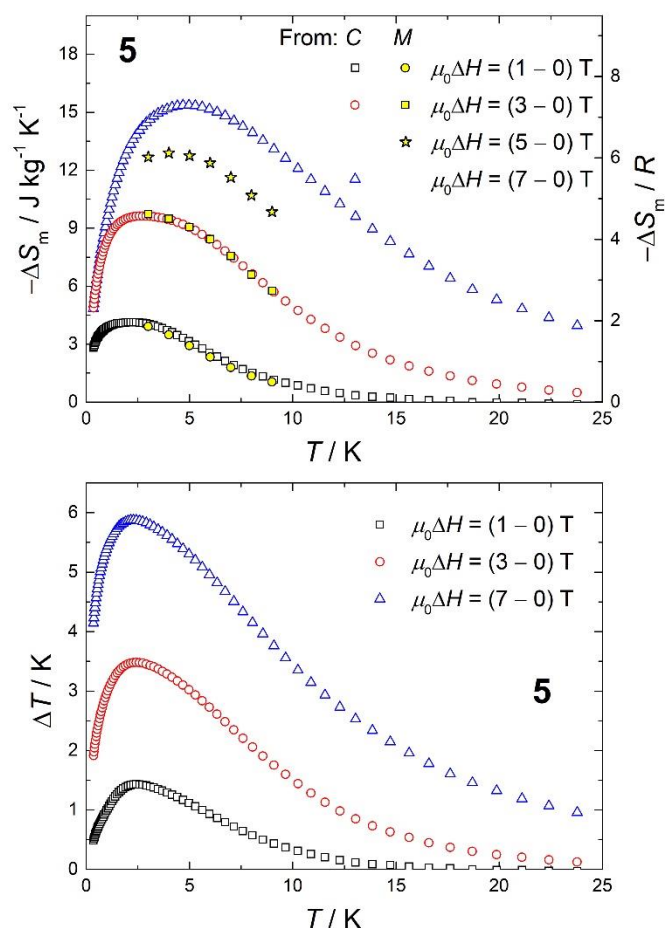 5
From: C M
μ₀ΔH = (1 – 0) T
μ₀ΔH = (3 – 0) T
μ₀ΔH = (5 – 0) T
μ₀ΔH = (7 – 0) T
−ΔSₘ / J kg⁻¹ K⁻¹
18
15
12
9
6
3
0
−ΔSₘ / R
8
6
4
2
0
0 5 10 15 20 25
T / K
μ₀ΔH = (1 – 0) T
μ₀ΔH = (3 – 0) T
μ₀ΔH = (7 – 0) T
5
ΔT / K
6
5
4
3
2
1
0
0 5 10 15 20 25
T / K